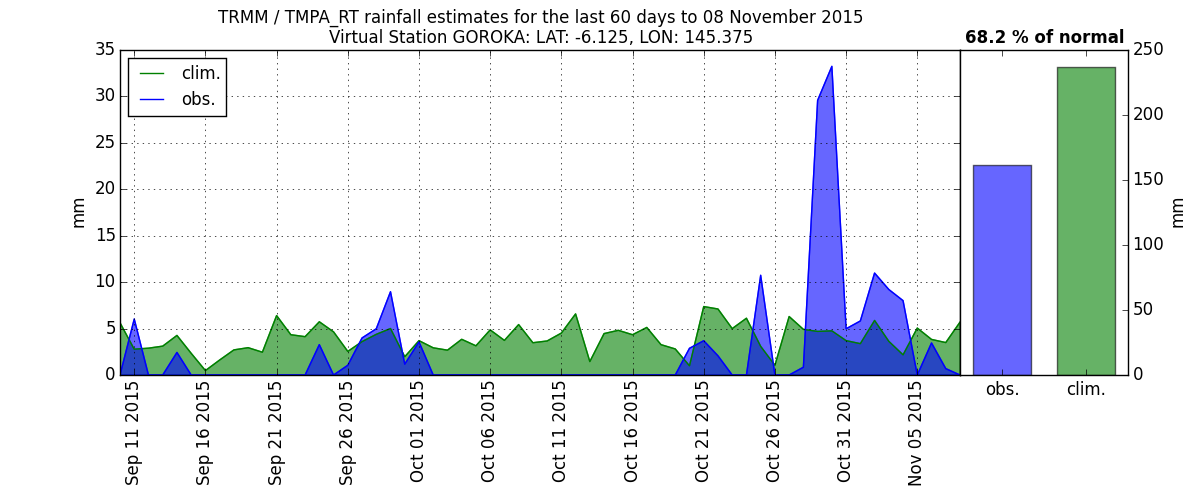 TRMM / TMPA_RT rainfall estimates for the last 60 days to 08 November 2015
Virtual Station GOROKA: LAT: -6.125, LON: 145.375
68.2 % of normal
clim.
obs.
35
30
25
20
15
10
5
0
mm
Sep 11 2015
Sep 16 2015
Sep 21 2015
Sep 26 2015
Oct 01 2015
Oct 06 2015
Oct 11 2015
Oct 16 2015
Oct 21 2015
Oct 26 2015
Oct 31 2015
Nov 05 2015
250
200
150
100
50
0
mm
obs.
clim.